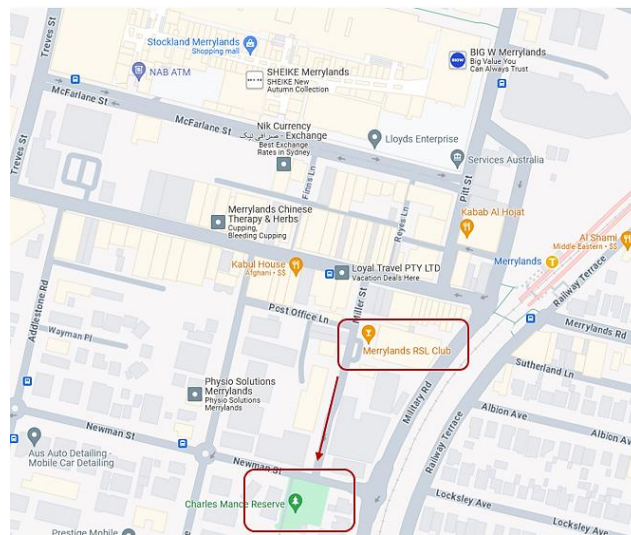 Treves St
Stockland Merrylands
Shopping mall
BIG W Merrylands
Big Value You
Can Always Trust
NAB ATM
SHEIKE Merrylands
SHEIKE New
Autumn Collection
McFarlane St
McFarlane St
Treves St
Nik Currency
Exchange - صرافی نیک
Best Exchange
Rates in Sydney
Lloyds Enterprise
Services Australia
Finns Ln
Pitt St
Merrylands Chinese
Therapy & Herbs
Cupping,
Bleeding Cupping
Reyes Ln
Kabab Al Hojat
Al Shami
Middle Eastern • $$
Kabul House
Afghani • $$
Loyal Travel PTY LTD
Vacation Deals Here
Merrylands
Railway Terrace
Addlestone Rd
Miller St
Post Office Ln
Wayman Pl
Merrylands RSL Club
Merrylands Rd
Sutherland Ln
Physio Solutions
Merrylands
Physio Solutions
Merrylands
Military Rd
Newman St
Railway Terrace
Albion Ave
Albion Ave
Aus Auto Detailing -
Mobile Car Detailing
Newman St
Charles Mance Reserve
Locksley Ave
Locksley Ave
Prestige Mobile